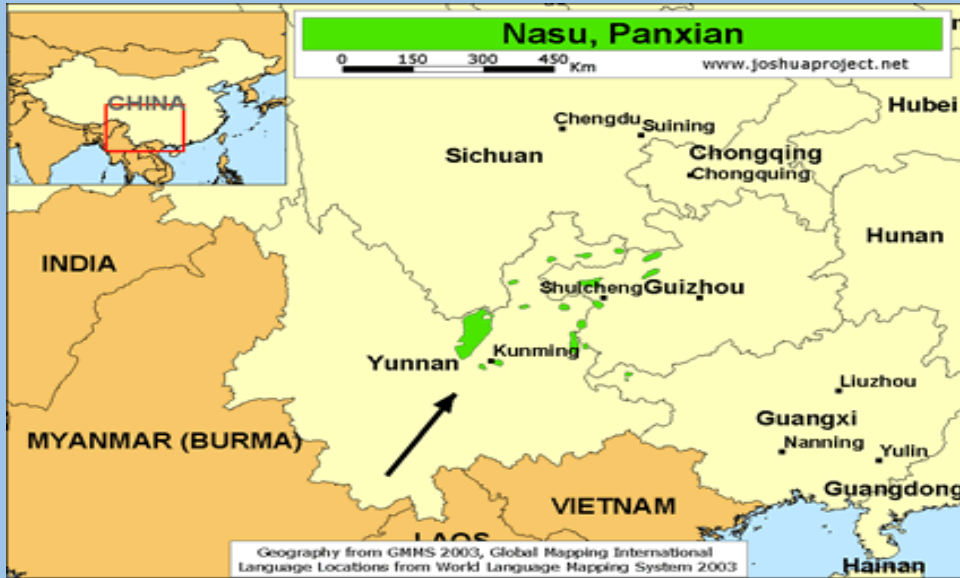 Nasu, Panxian
0 150 300 450 Km
www.joshuaproject.net
CHINA
Hubei
Chengdu
Suining
Sichuan
Chongqing
Chongquing
Hunan
INDIA
Shuicheng
Guizhou
Kunming
Yunnan
Liuzhou
Guangxi
MYANMAR (BURMA)
Nanning
Yulin
Guangdong
VIETNAM
LAOS
Geography from GMMS 2003, Global Mapping International
Language Locations from World Language Mapping System 2003
Hainan